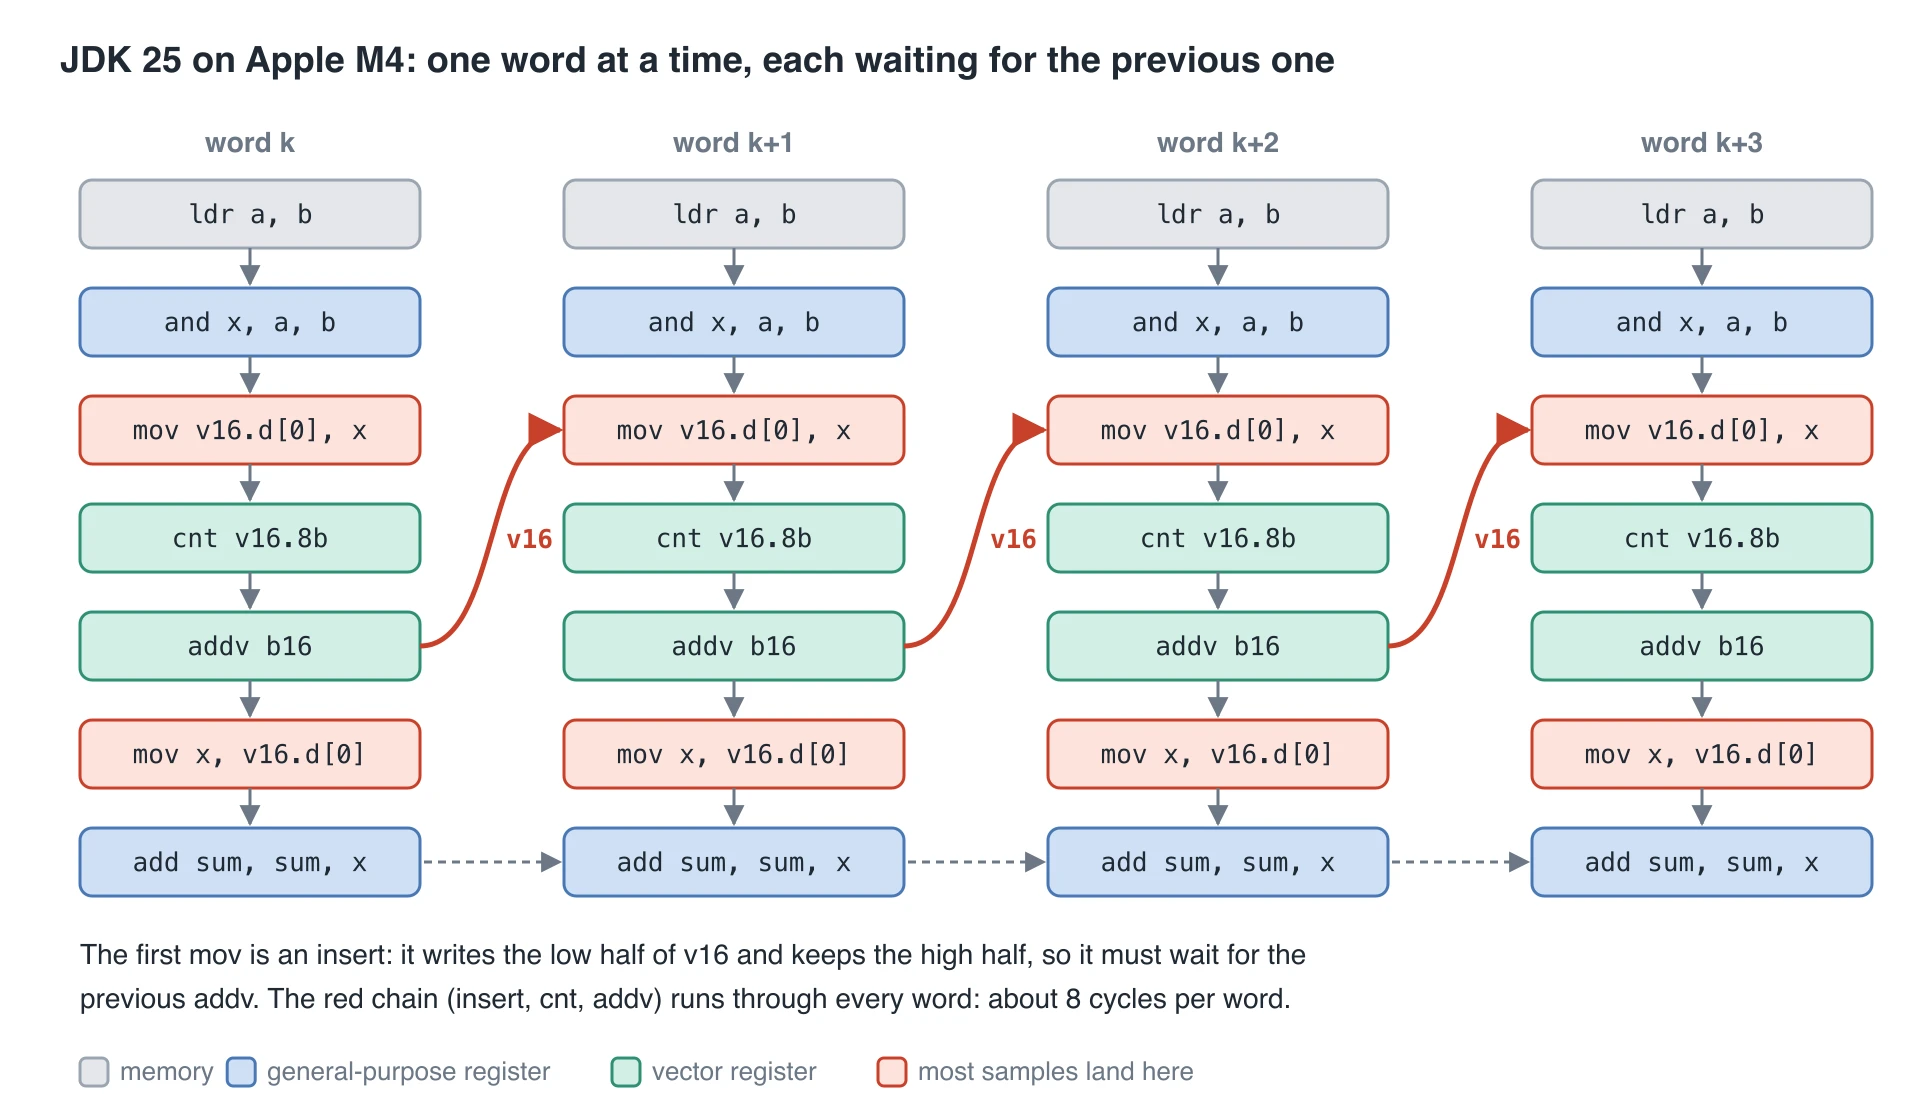 JDK 25 on Apple M4: one word at a time, each waiting for the previous one
word k word k+1 word k+2 word k+3
ldr a, b ldr a, b ldr a, b ldr a, b
and x, a, b and x, a, b and x, a, b and x, a, b
mov v16.d[0], x mov v16.d[0], x mov v16.d[0], x mov v16.d[0], x
cnt v16.8b v16 cnt v16.8b v16 cnt v16.8b v16 cnt v16.8b
addv b16 addv b16 addv b16 addv b16
mov x, v16.d[0] mov x, v16.d[0] mov x, v16.d[0] mov x, v16.d[0]
add sum, sum, x add sum, sum, x add sum, sum, x add sum, sum, x
The first mov is an insert: it writes the low half of v16 and keeps the high half, so it must wait for the
previous addv. The red chain (insert, cnt, addv) runs through every word: about 8 cycles per word.
memory general-purpose register vector register most samples land here